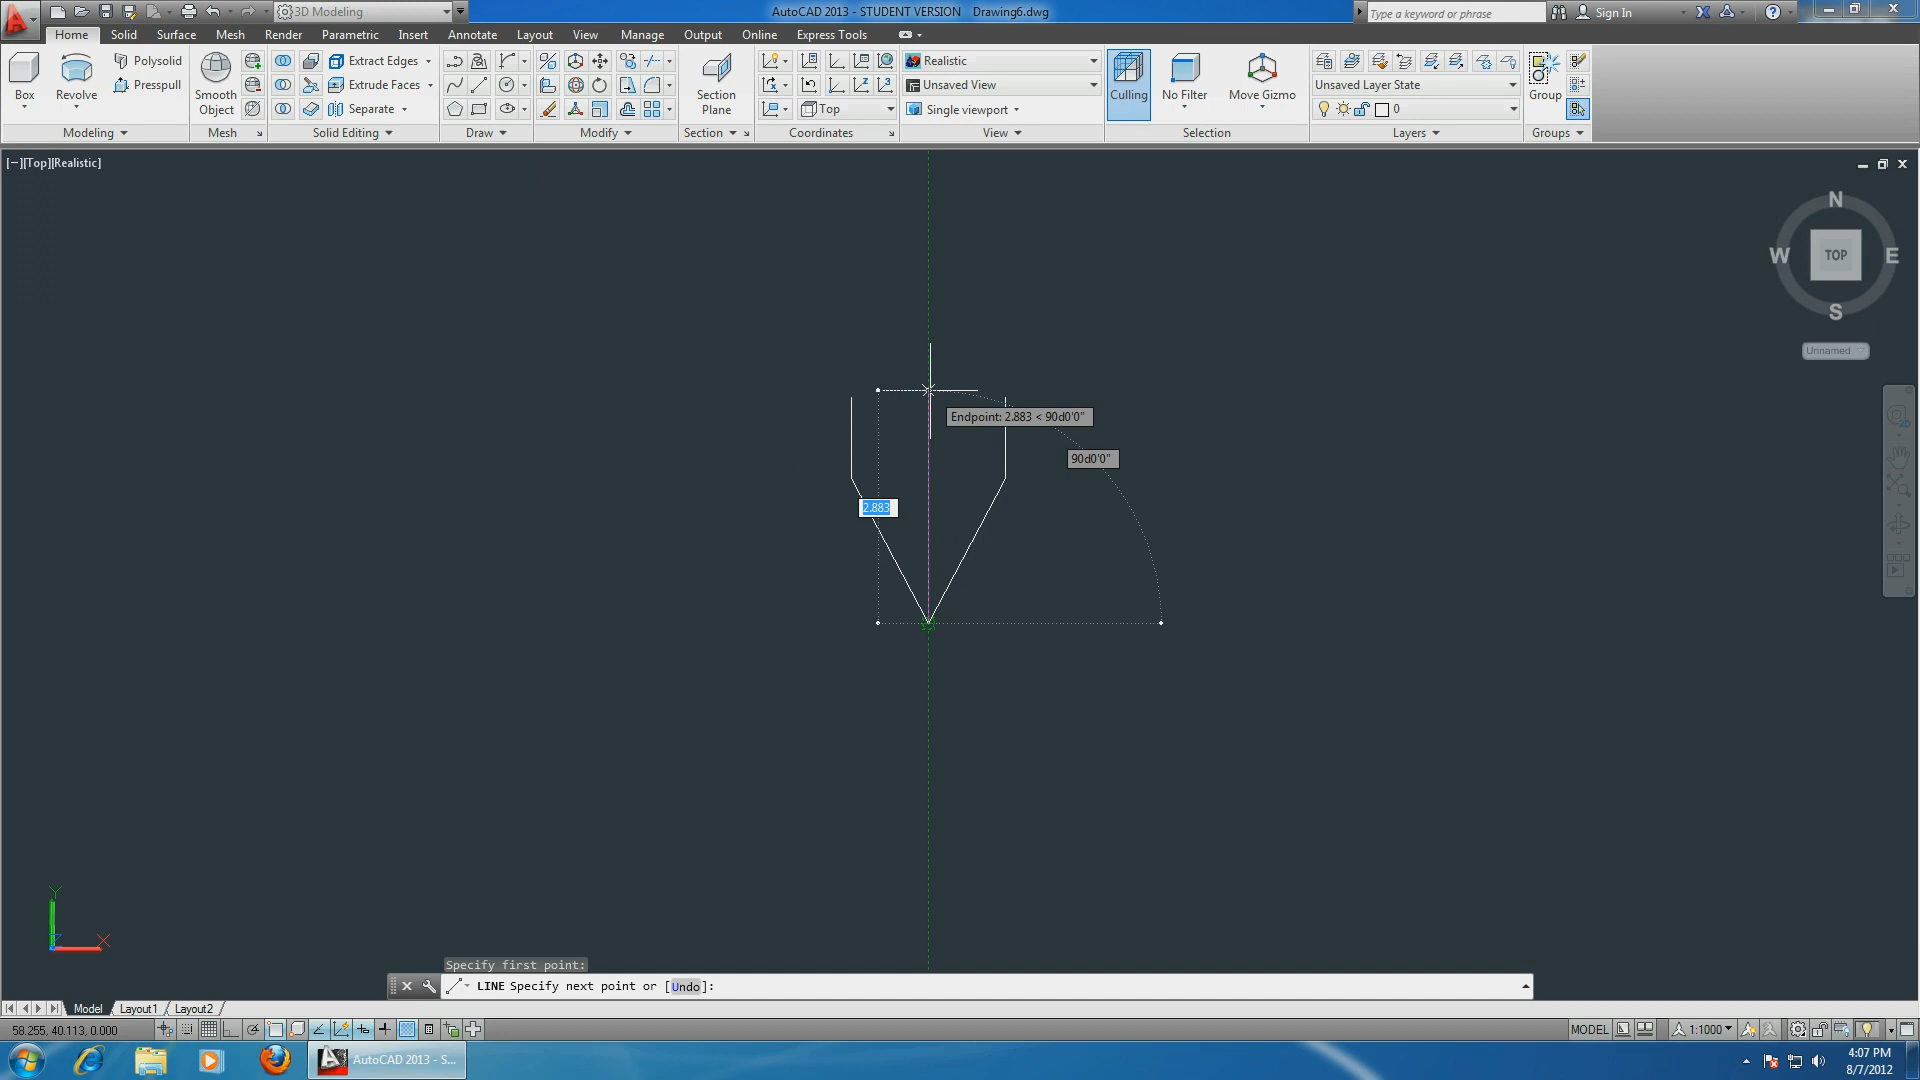 3D Modeling
AutoCAD 2013 - STUDENT VERSION Drawing6.dwg
Type a keyword or phrase
Sign In
Home Solid Surface Mesh Render Parametric Insert Annotate Layout View Manage Output Online Express Tools
Box
Revolve
Polysolid
Presspull
Modeling
Smooth Object
Mesh
Extract Edges
Extrude Faces
Separate
Solid Editing
Draw
Modify
Section Plane
Section
Top
Coordinates
Realistic
Unsaved View
Single viewport
View
Culling
No Filter
Move Gizmo
Selection
Unsaved Layer State
0
Layers
Group
Groups
[−][Top][Realistic]
N
W TOP E
S
Unnamed
Endpoint: 2.883 < 90d0'0"
90d0'0"
2.883
Y
Z
X
Specify first point:
LINE Specify next point or [Undo]:
Model Layout1 Layout2
58.255, 40.113, 0.000
MODEL
1:1000
AutoCAD 2013 - S...
4:07 PM
8/7/2012